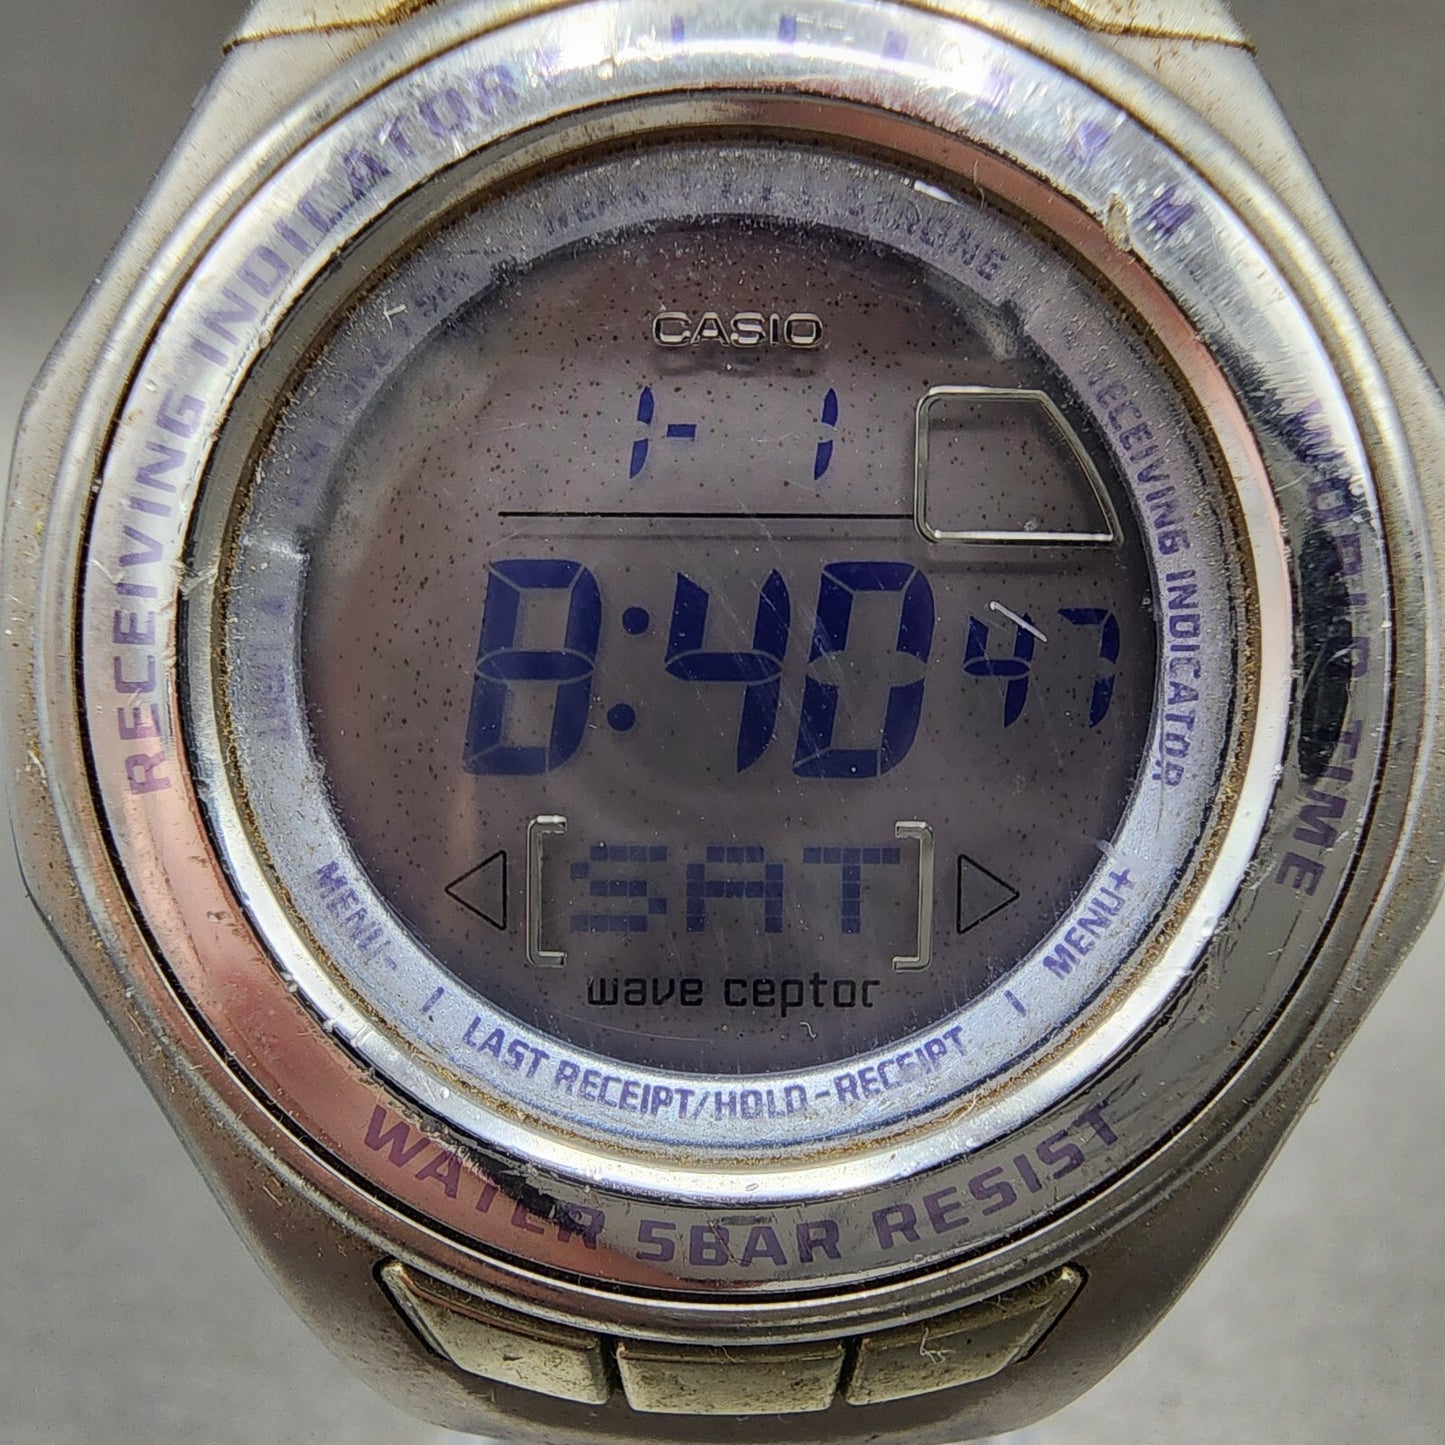 RECEIVING INDICATOR
WORLD TIME
RECEIVING INDICATOR
CASIO
1- 1
8:40 47
SAT
wave ceptor
MENU-
MENU+
LAST RECEIPT/HOLD-RECEIPT
WATER 5BAR RESIST